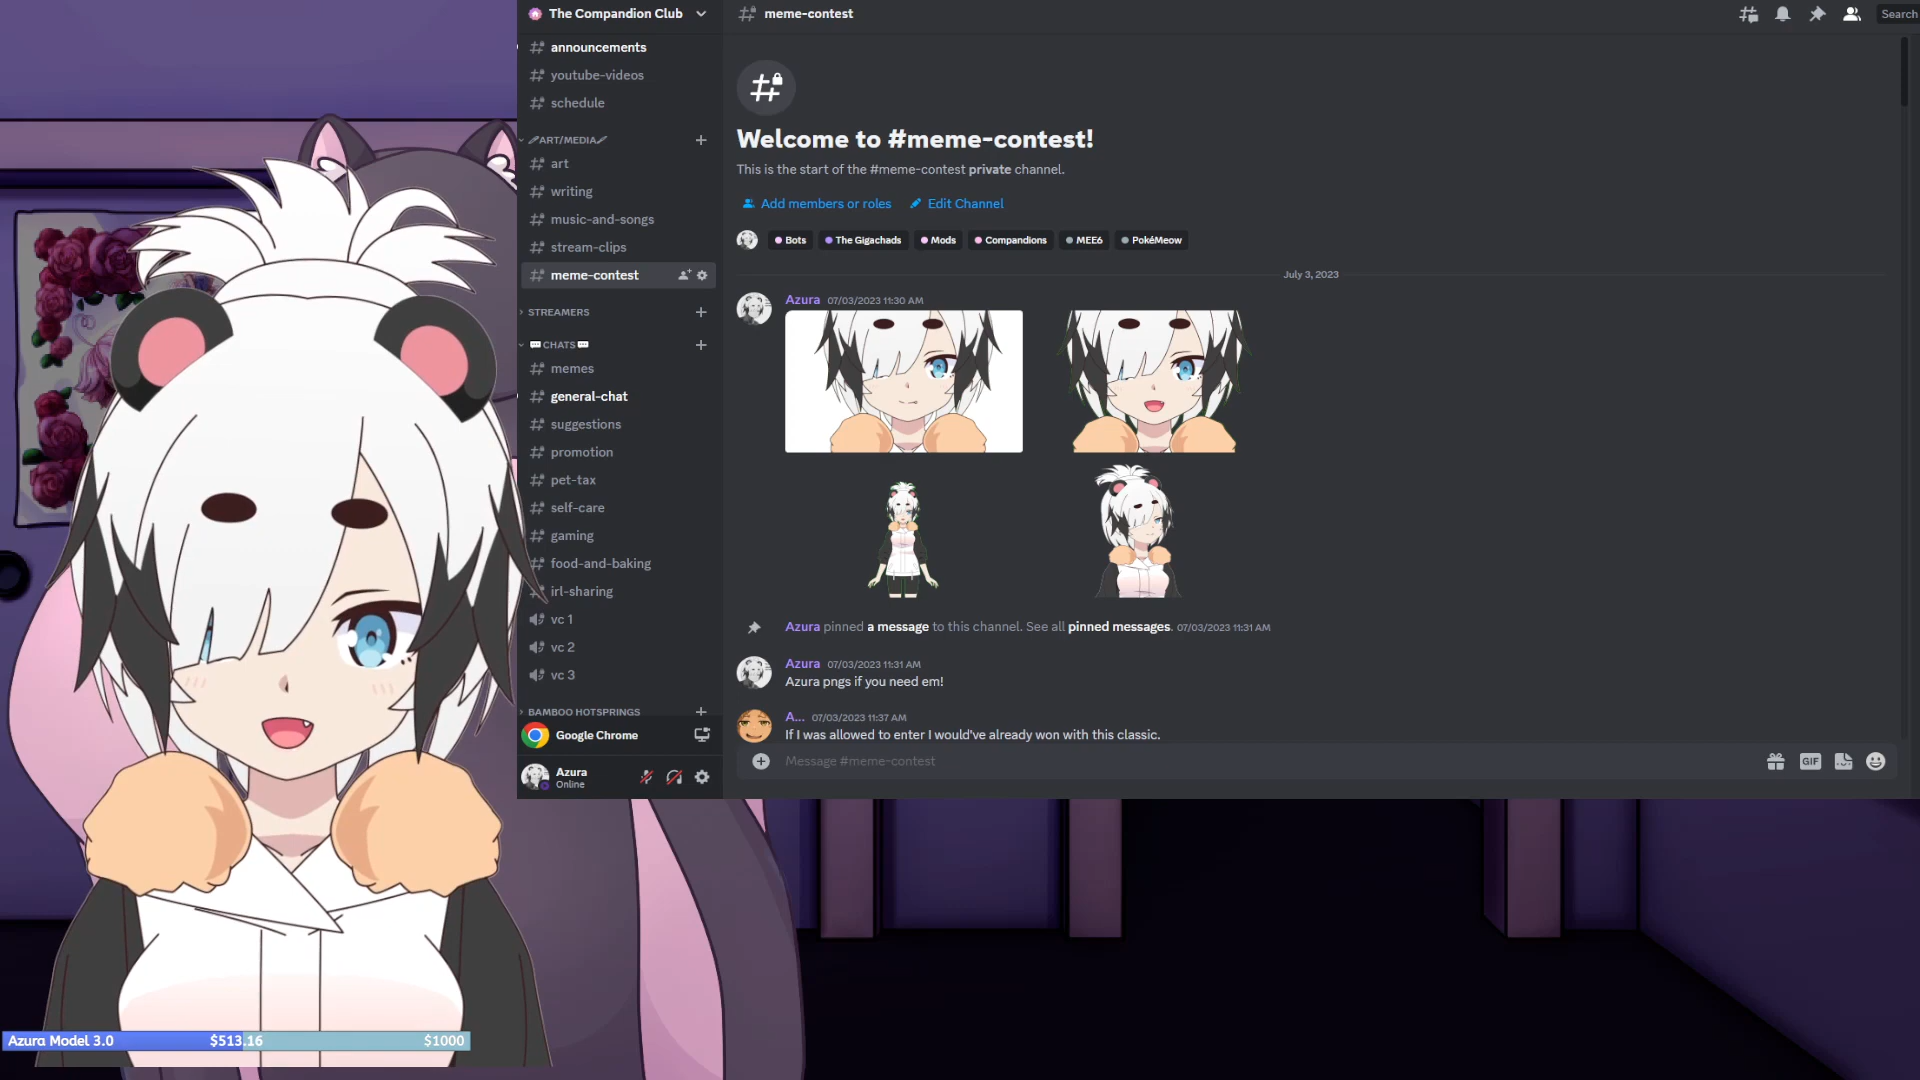 The Compandion Club
meme-contest
Search
announcements
youtube-videos
schedule
ART/MEDIA
art
writing
music-and-songs
stream-clips
meme-contest
STREAMERS
CHATS
memes
general-chat
suggestions
promotion
pet-tax
self-care
gaming
food-and-baking
irl-sharing
vc 1
vc 2
vc 3
BAMBOO HOTSPRINGS
Google Chrome
Azura
Online
Welcome to #meme-contest!
This is the start of the #meme-contest private channel.
Add members or roles Edit Channel
Bots The Gigachads Mods Compandions MEE6 PokéMeow
July 3, 2023
Azura 07/03/2023 11:30 AM
Azura pinned a message to this channel. See all pinned messages. 07/03/2023 11:31 AM
Azura 07/03/2023 11:31 AM
Azura pngs if you need em!
A... 07/03/2023 11:37 AM
If I was allowed to enter I would've already won with this classic.
Message #meme-contest
GIF
Azura Model 3.0 $513.16 $1000